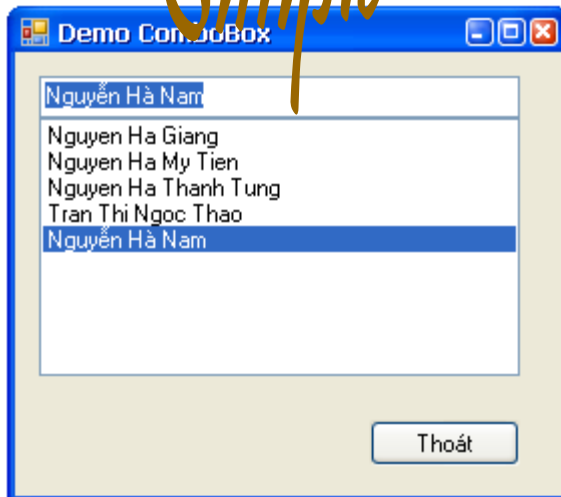 Simple
Demo ComboBox
Nguyễn Hà Nam
Nguyen Ha Giang
Nguyen Ha My Tien
Nguyen Ha Thanh Tung
Tran Thi Ngoc Thao
Nguyễn Hà Nam
Thoát